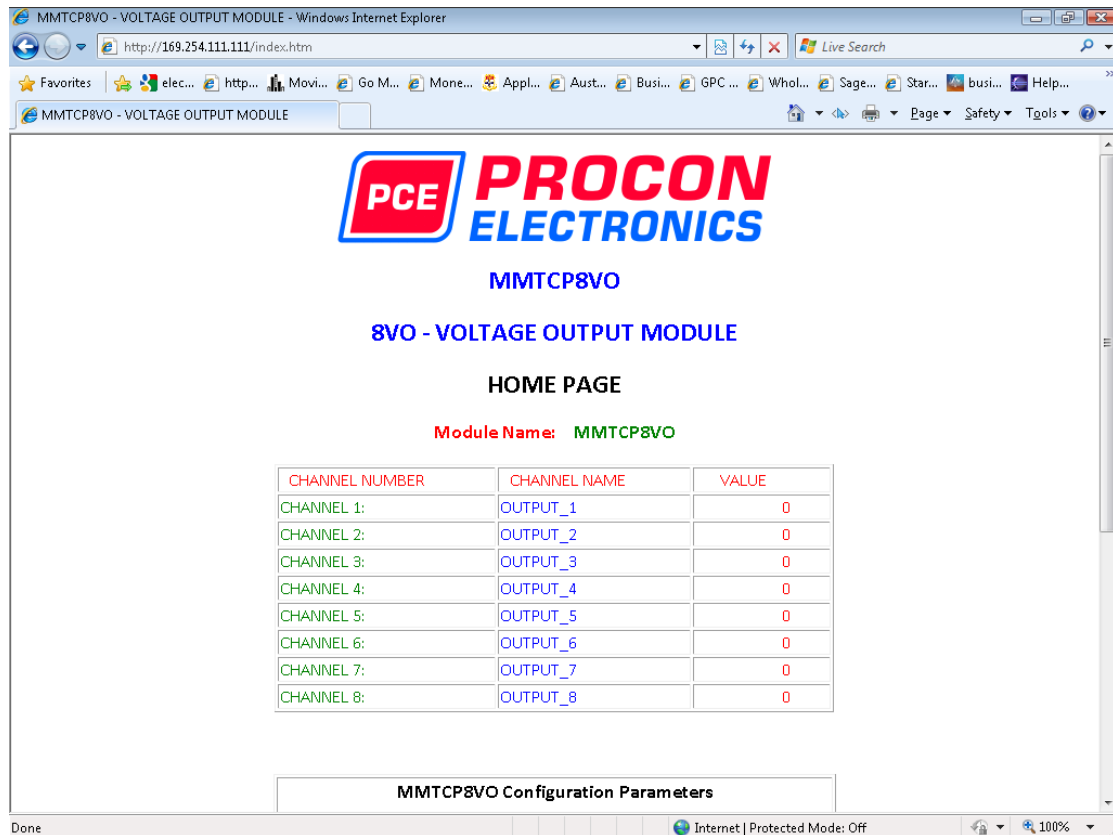 MMTCP8VO - VOLTAGE OUTPUT MODULE - Windows Internet Explorer
http://169.254.111.111/index.htm
Live Search
Favorites elec... http... Movi... Go M... Mone... Appl... Aust... Busi... GPC ... Whol... Sage... Star... busi... Help...
MMTCP8VO - VOLTAGE OUTPUT MODULE
Page Safety Tools
PCE PROCON
ELECTRONICS
MMTCP8VO
8VO - VOLTAGE OUTPUT MODULE
HOME PAGE
Module Name: MMTCP8VO
CHANNEL NUMBER CHANNEL NAME VALUE
CHANNEL 1: OUTPUT_1 0
CHANNEL 2: OUTPUT_2 0
CHANNEL 3: OUTPUT_3 0
CHANNEL 4: OUTPUT_4 0
CHANNEL 5: OUTPUT_5 0
CHANNEL 6: OUTPUT_6 0
CHANNEL 7: OUTPUT_7 0
CHANNEL 8: OUTPUT_8 0
MMTCP8VO Configuration Parameters
Done Internet | Protected Mode: Off 100%